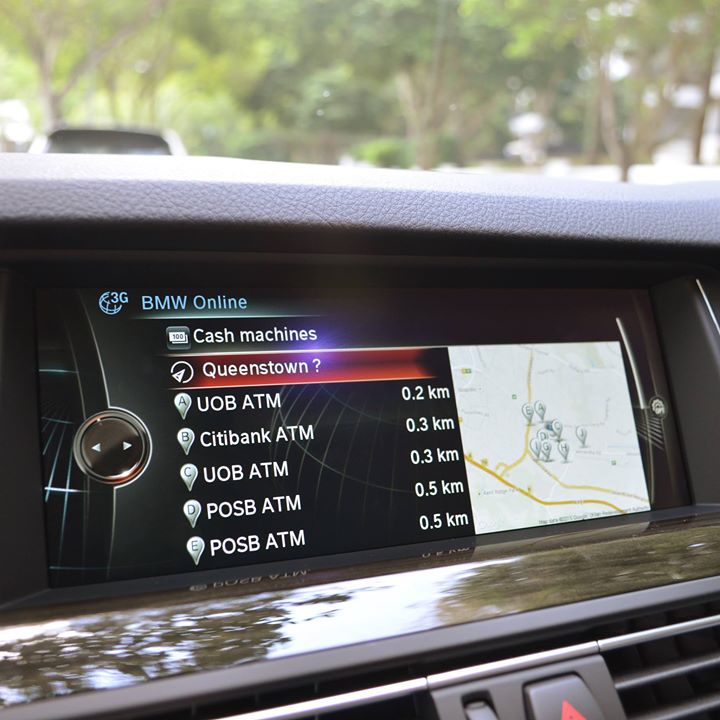 3G BMW Online
100 Cash machines
Queenstown ?
A UOB ATM 0.2 km
B Citibank ATM 0.3 km
C UOB ATM 0.3 km
D POSB ATM 0.5 km
E POSB ATM 0.5 km